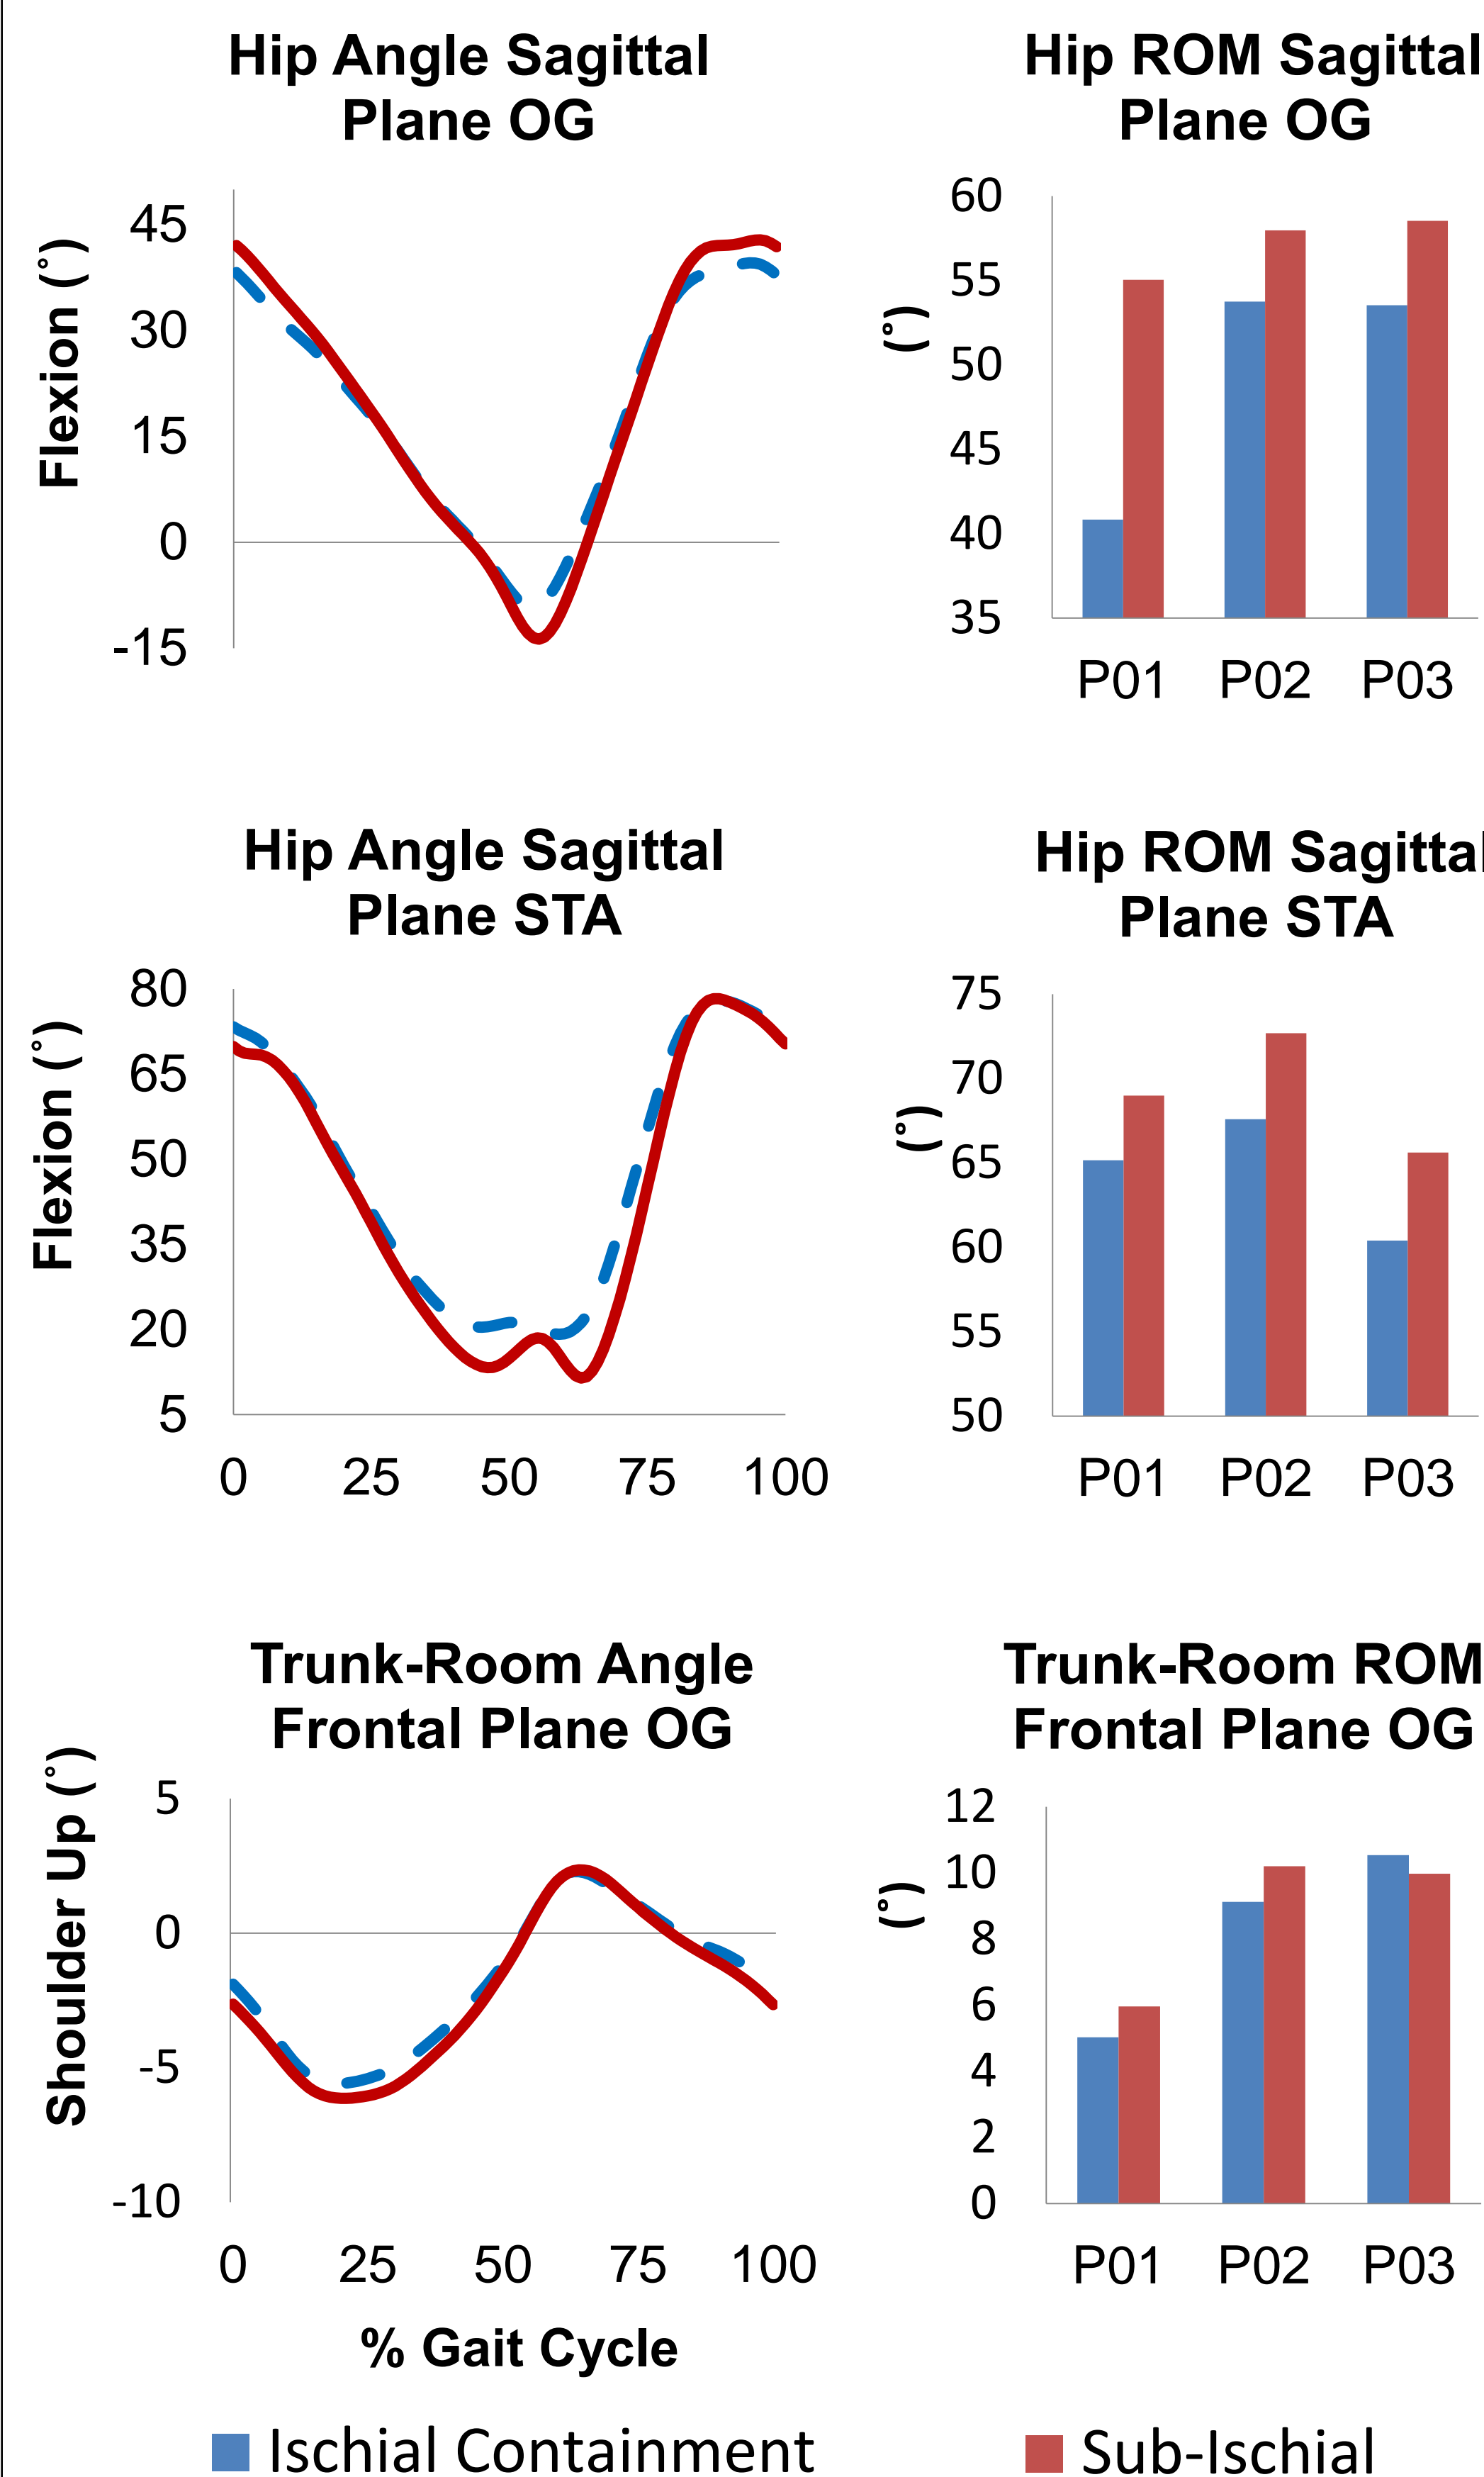 Hip Angle Sagittal
Plane OG
Flexion (°)
45
30
15
0
-15
Hip ROM Sagittal
Plane OG
(°)
60
55
50
45
40
35
P01 P02 P03
Hip Angle Sagittal
Plane STA
Flexion (°)
80
65
50
35
20
5
0 25 50 75 100
Hip ROM Sagittal
Plane STA
(°)
75
70
65
60
55
50
P01 P02 P03
Trunk-Room Angle
Frontal Plane OG
Shoulder Up (°)
5
0
-5
-10
0 25 50 75 100
% Gait Cycle
Trunk-Room ROM
Frontal Plane OG
(°)
12
10
8
6
4
2
0
P01 P02 P03
Ischial Containment
Sub-Ischial